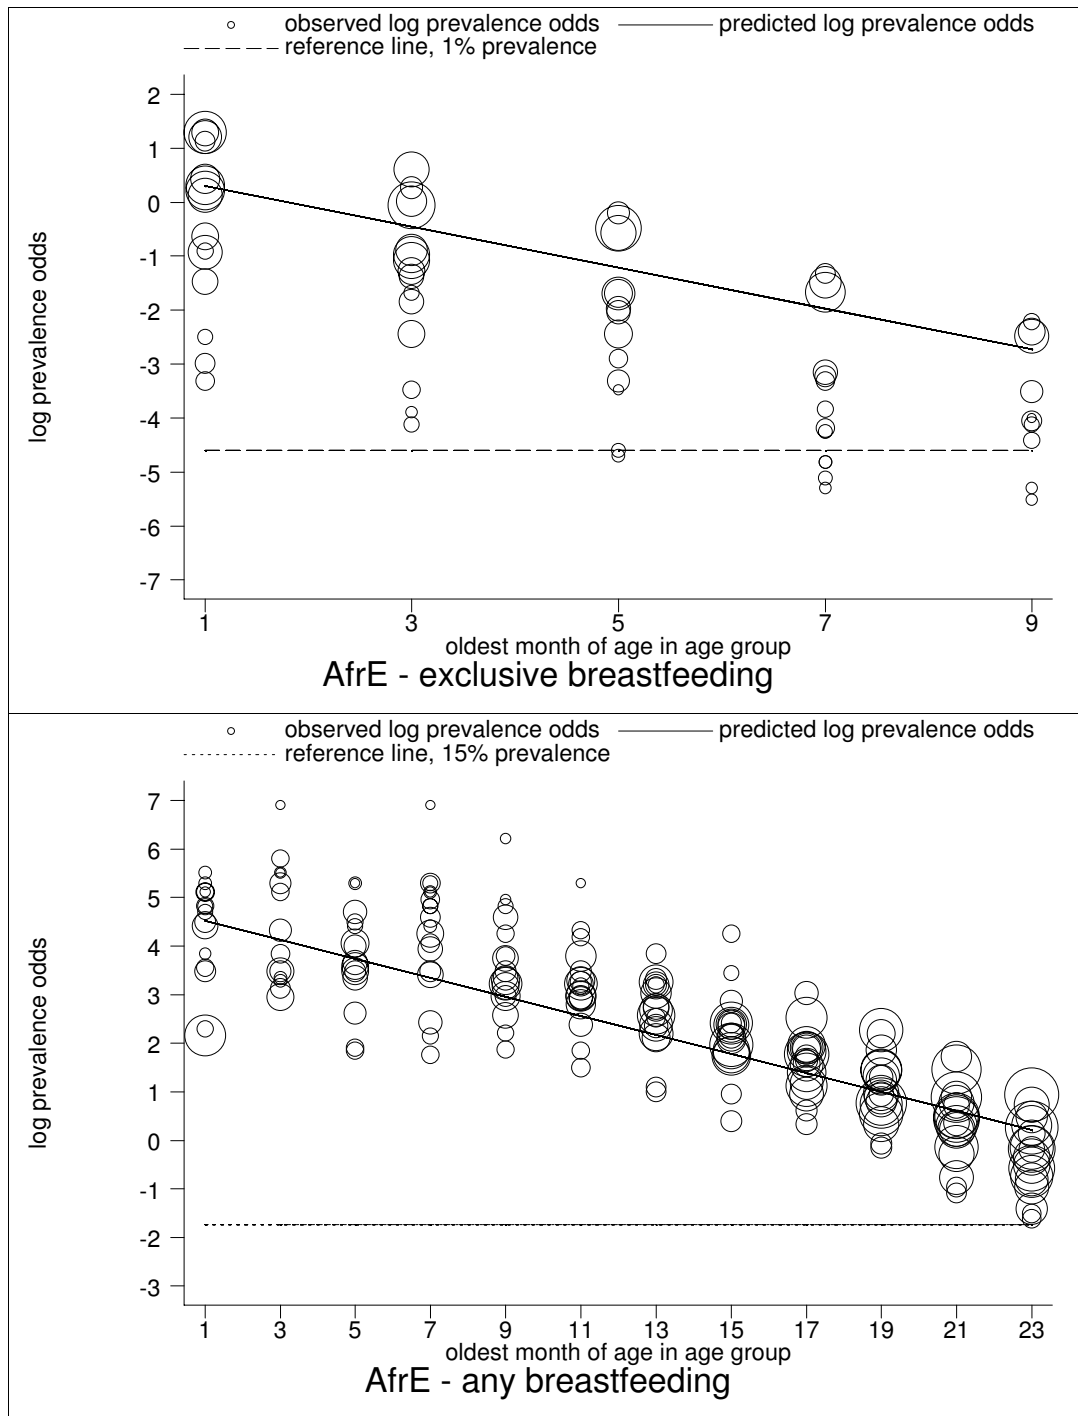 observed log prevalence odds predicted log prevalence odds
reference line, 1% prevalence
2
1
0
-1
-2
-3
-4
-5
-6
-7
log prevalence odds
1 3 5 7 9
oldest month of age in age group
AfrE - exclusive breastfeeding
observed log prevalence odds predicted log prevalence odds
reference line, 15% prevalence
7
6
5
4
3
2
1
0
-1
-2
-3
log prevalence odds
1 3 5 7 9 11 13 15 17 19 21 23
oldest month of age in age group
AfrE - any breastfeeding